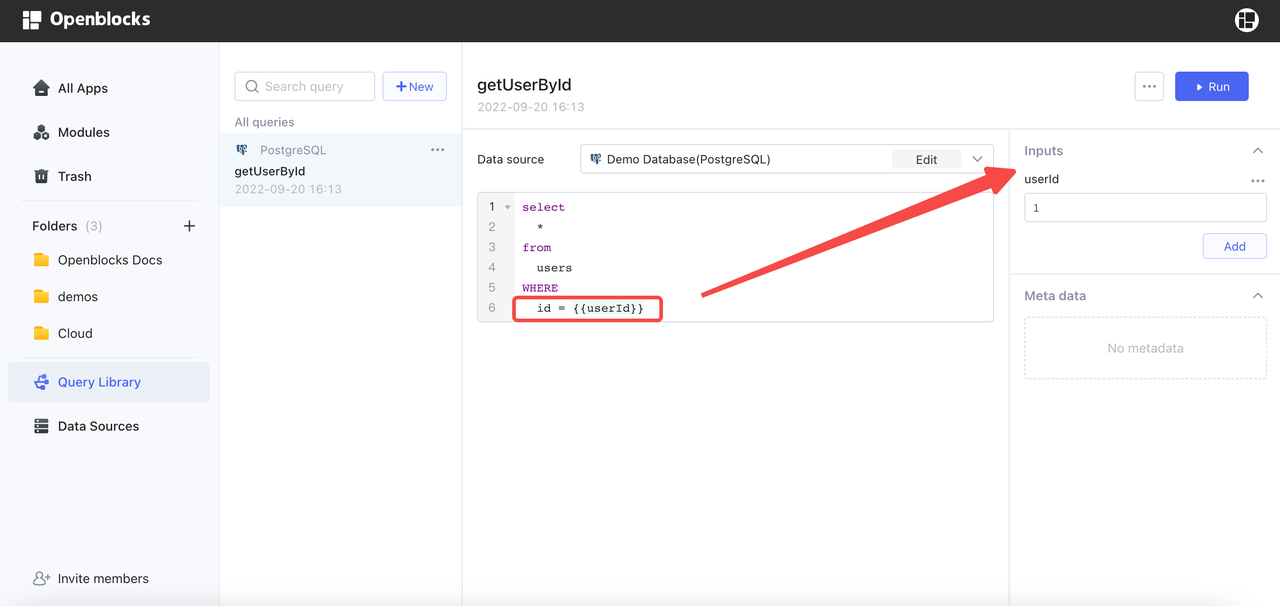 Openblocks
All Apps
Modules
Trash
Folders (3)
Openblocks Docs
demos
Cloud
Query Library
Data Sources
Invite members
Search query
New
All queries
PostgreSQL
getUserById
2022-09-20 16:13
getUserById
2022-09-20 16:13
Run
Data source
Demo Database(PostgreSQL)
Edit
1 select
2 *
3 from
4 users
5 WHERE
6 id = {{userId}}
Inputs
userId
1
Add
Meta data
No metadata